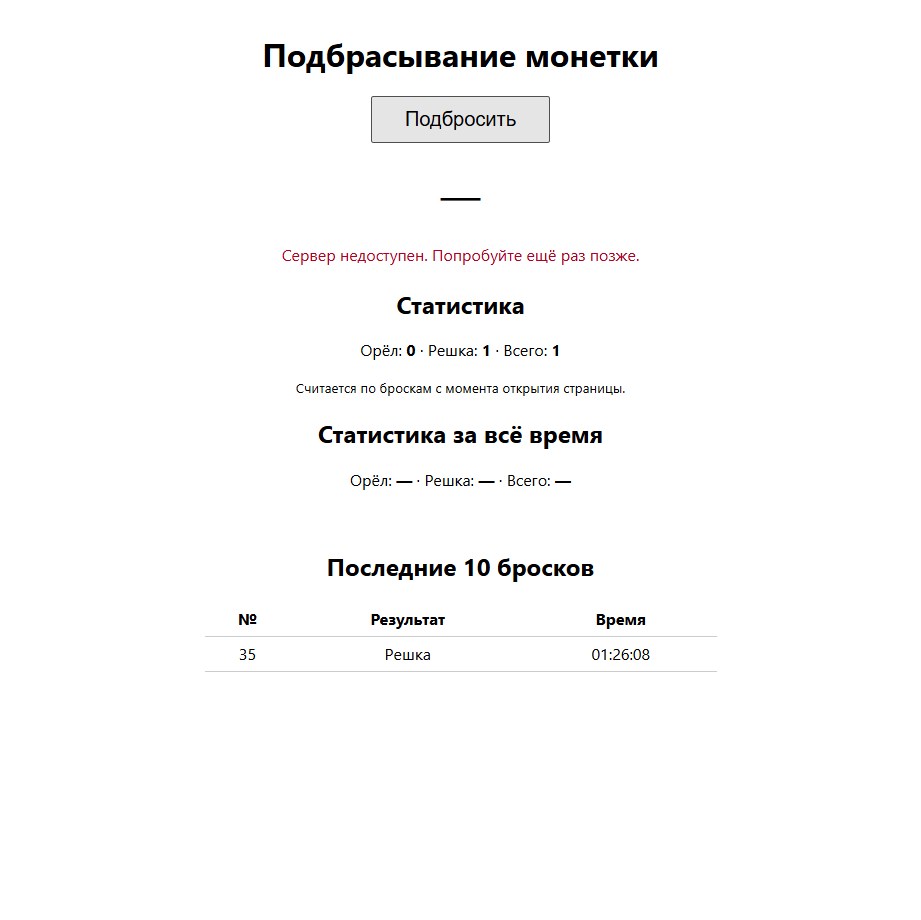 Подбрасывание монетки
Подбросить
—
Сервер недоступен. Попробуйте ещё раз позже.
Статистика
Орёл: 0 · Решка: 1 · Всего: 1
Считается по броскам с момента открытия страницы.
Статистика за всё время
Орёл: — · Решка: — · Всего: —
Последние 10 бросков
№ Результат Время
35 Решка 01:26:08